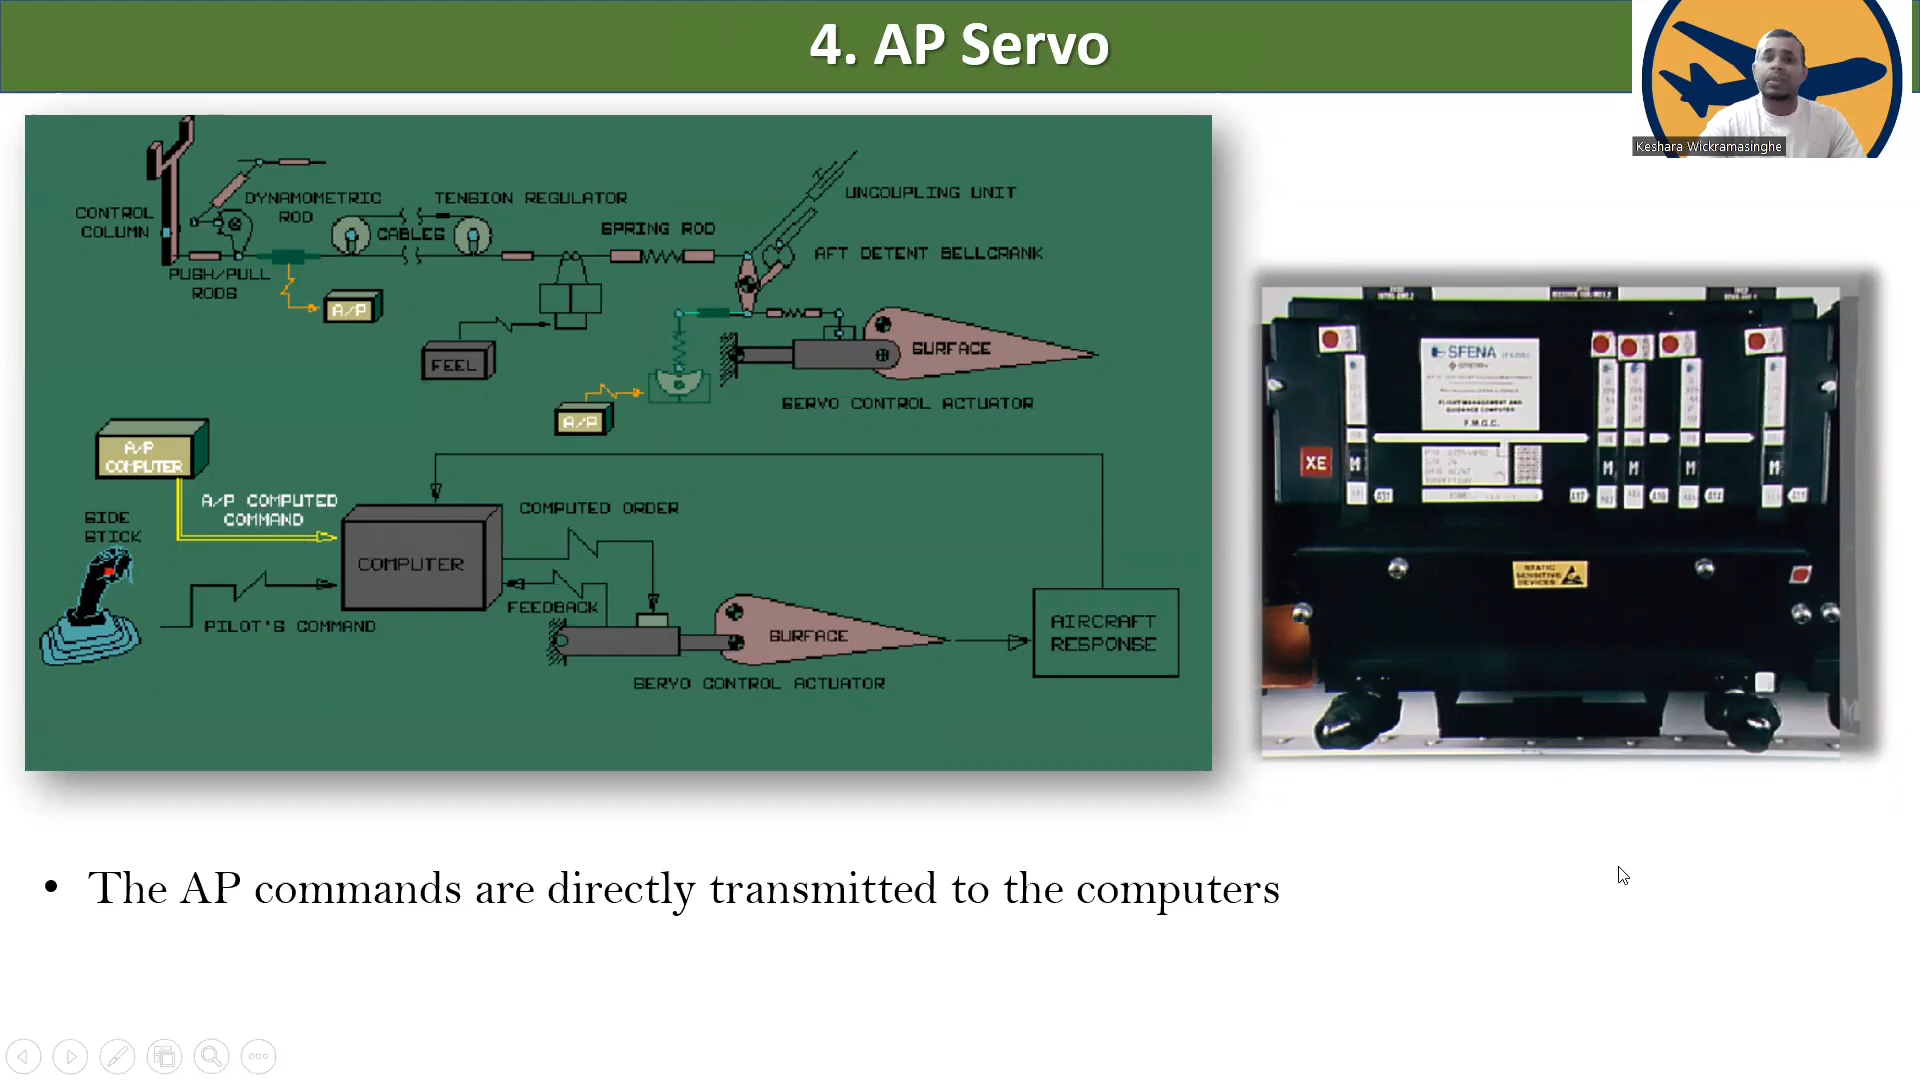 4. AP Servo
Keshara Wickramasinghe
CONTROL
COLUMN
DYNAMOMETRIC
ROD
PUSH/PULL
RODS
A/P
CABLES
TENSION REGULATOR
FEEL
SPRING ROD
UNCOUPLING UNIT
AFT DETENT BELLCRANK
SURFACE
SERVO CONTROL ACTUATOR
A/P
A/P
COMPUTER
A/P COMPUTED
COMMAND
SIDE
STICK
PILOT'S COMMAND
COMPUTER
COMPUTED ORDER
FEEDBACK
SURFACE
SERVO CONTROL ACTUATOR
AIRCRAFT
RESPONSE
SFENA
FLIGHT MANAGEMENT AND
GUIDANCE COMPUTER
F.M.G.C.
XE
M
M
M
M
M
A31
A17
STATIC
SENSITIVE
DEVICES
• The AP commands are directly transmitted to the computers